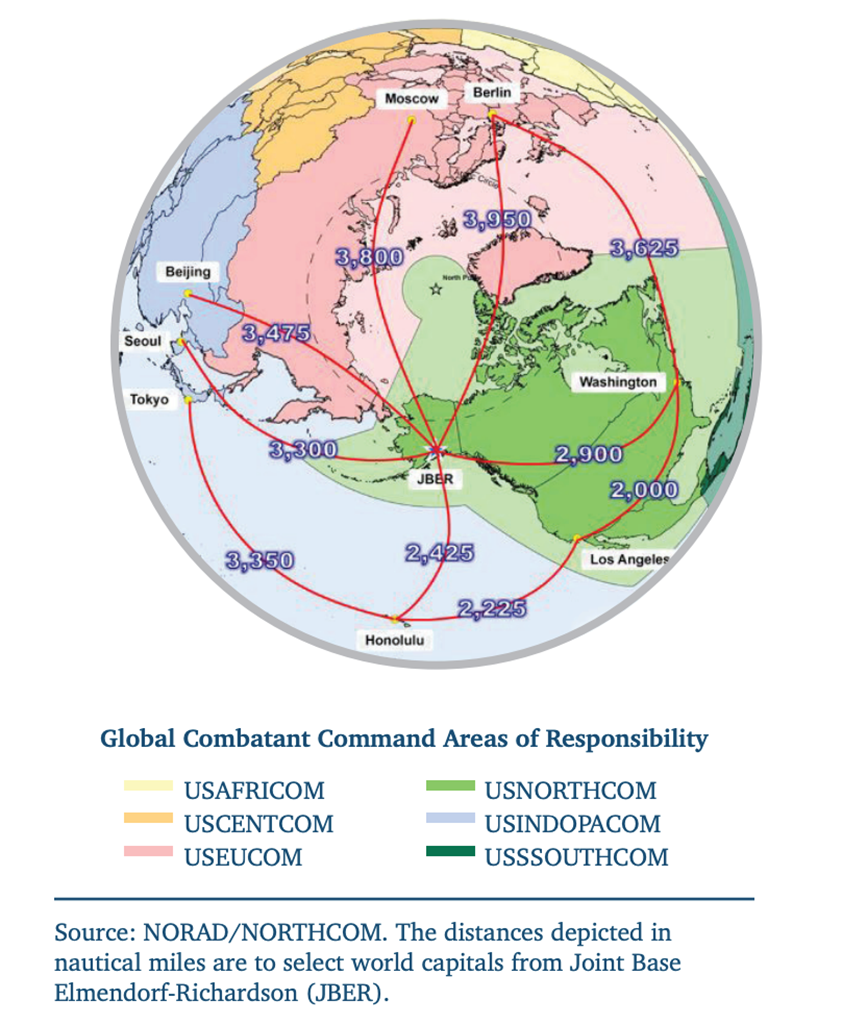 Moscow
Berlin
3,950
3,800
3,625
Beijing
3,475
Seoul
Washington
Tokyo
3,300
2,900
JBER
2,000
3,350
2,425
Los Angeles
2,225
Honolulu
Global Combatant Command Areas of Responsibility
USAFRICOM
USCENTCOM
USEUCOM
USNORTHCOM
USINDOPACOM
USSSOUTHCOM
Source: NORAD/NORTHCOM. The distances depicted in
nautical miles are to select world capitals from Joint Base
Elmendorf-Richardson (JBER).